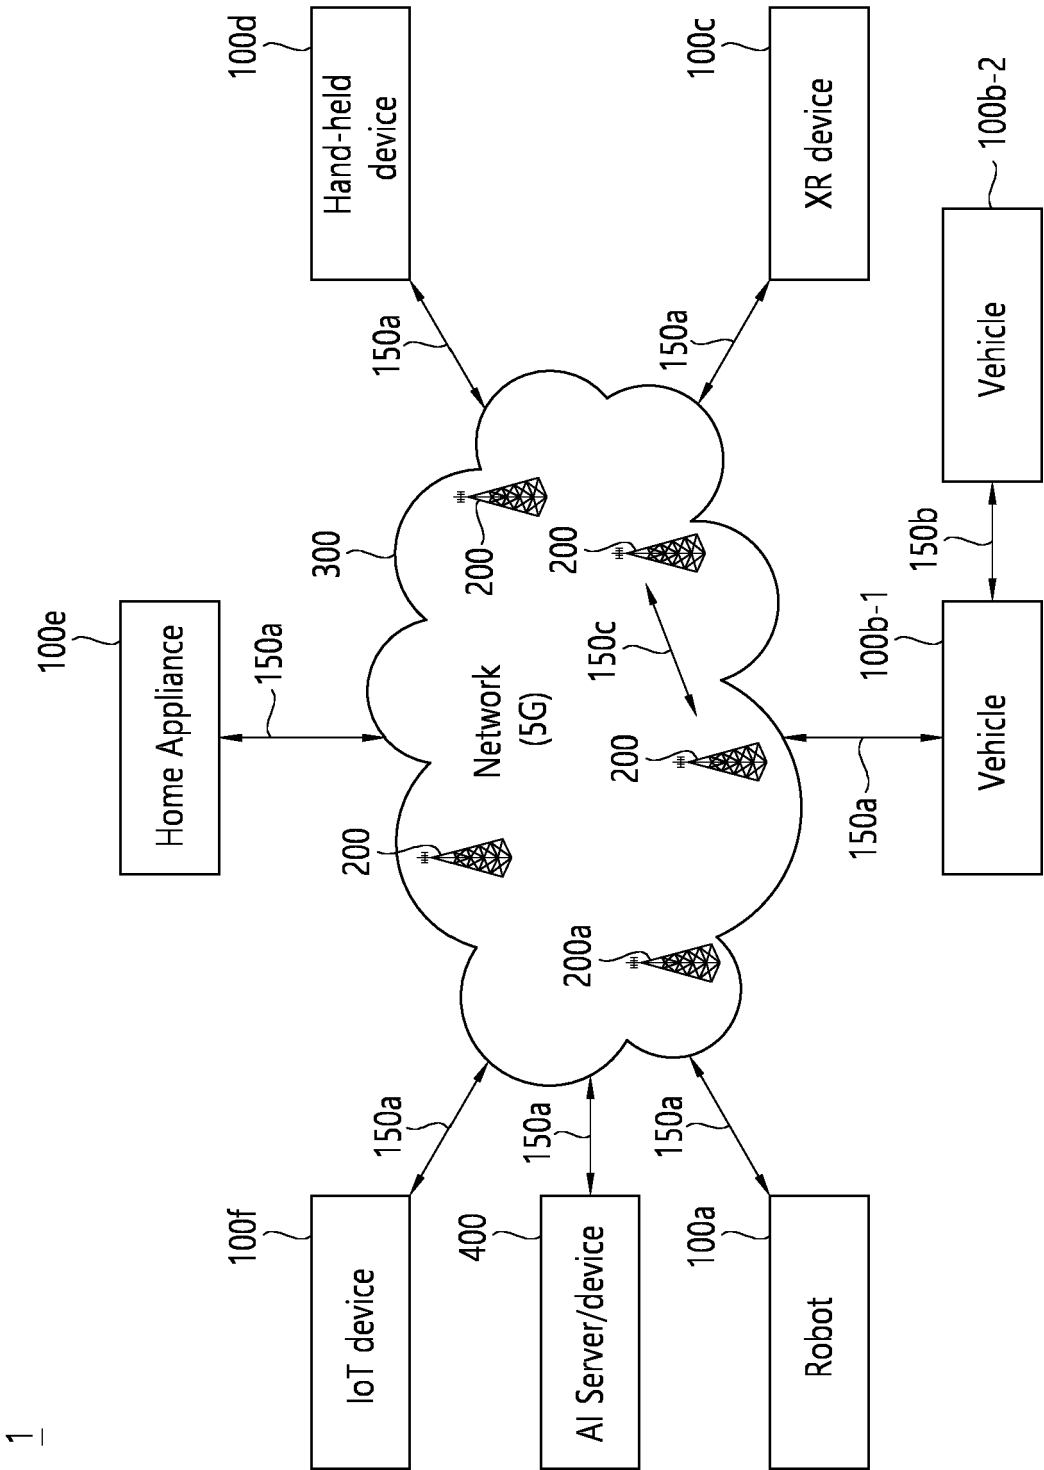 1
100e
Home Appliance
150a
100f
100d
300
IoT device
Hand-held
device
150a
200
150a
400
200
Network
(5G)
200
AI Server/device
150a
200a
150c
200
100a
150a
150a
100c
Robot
XR device
150a
100b-1
150b
100b-2
Vehicle
Vehicle